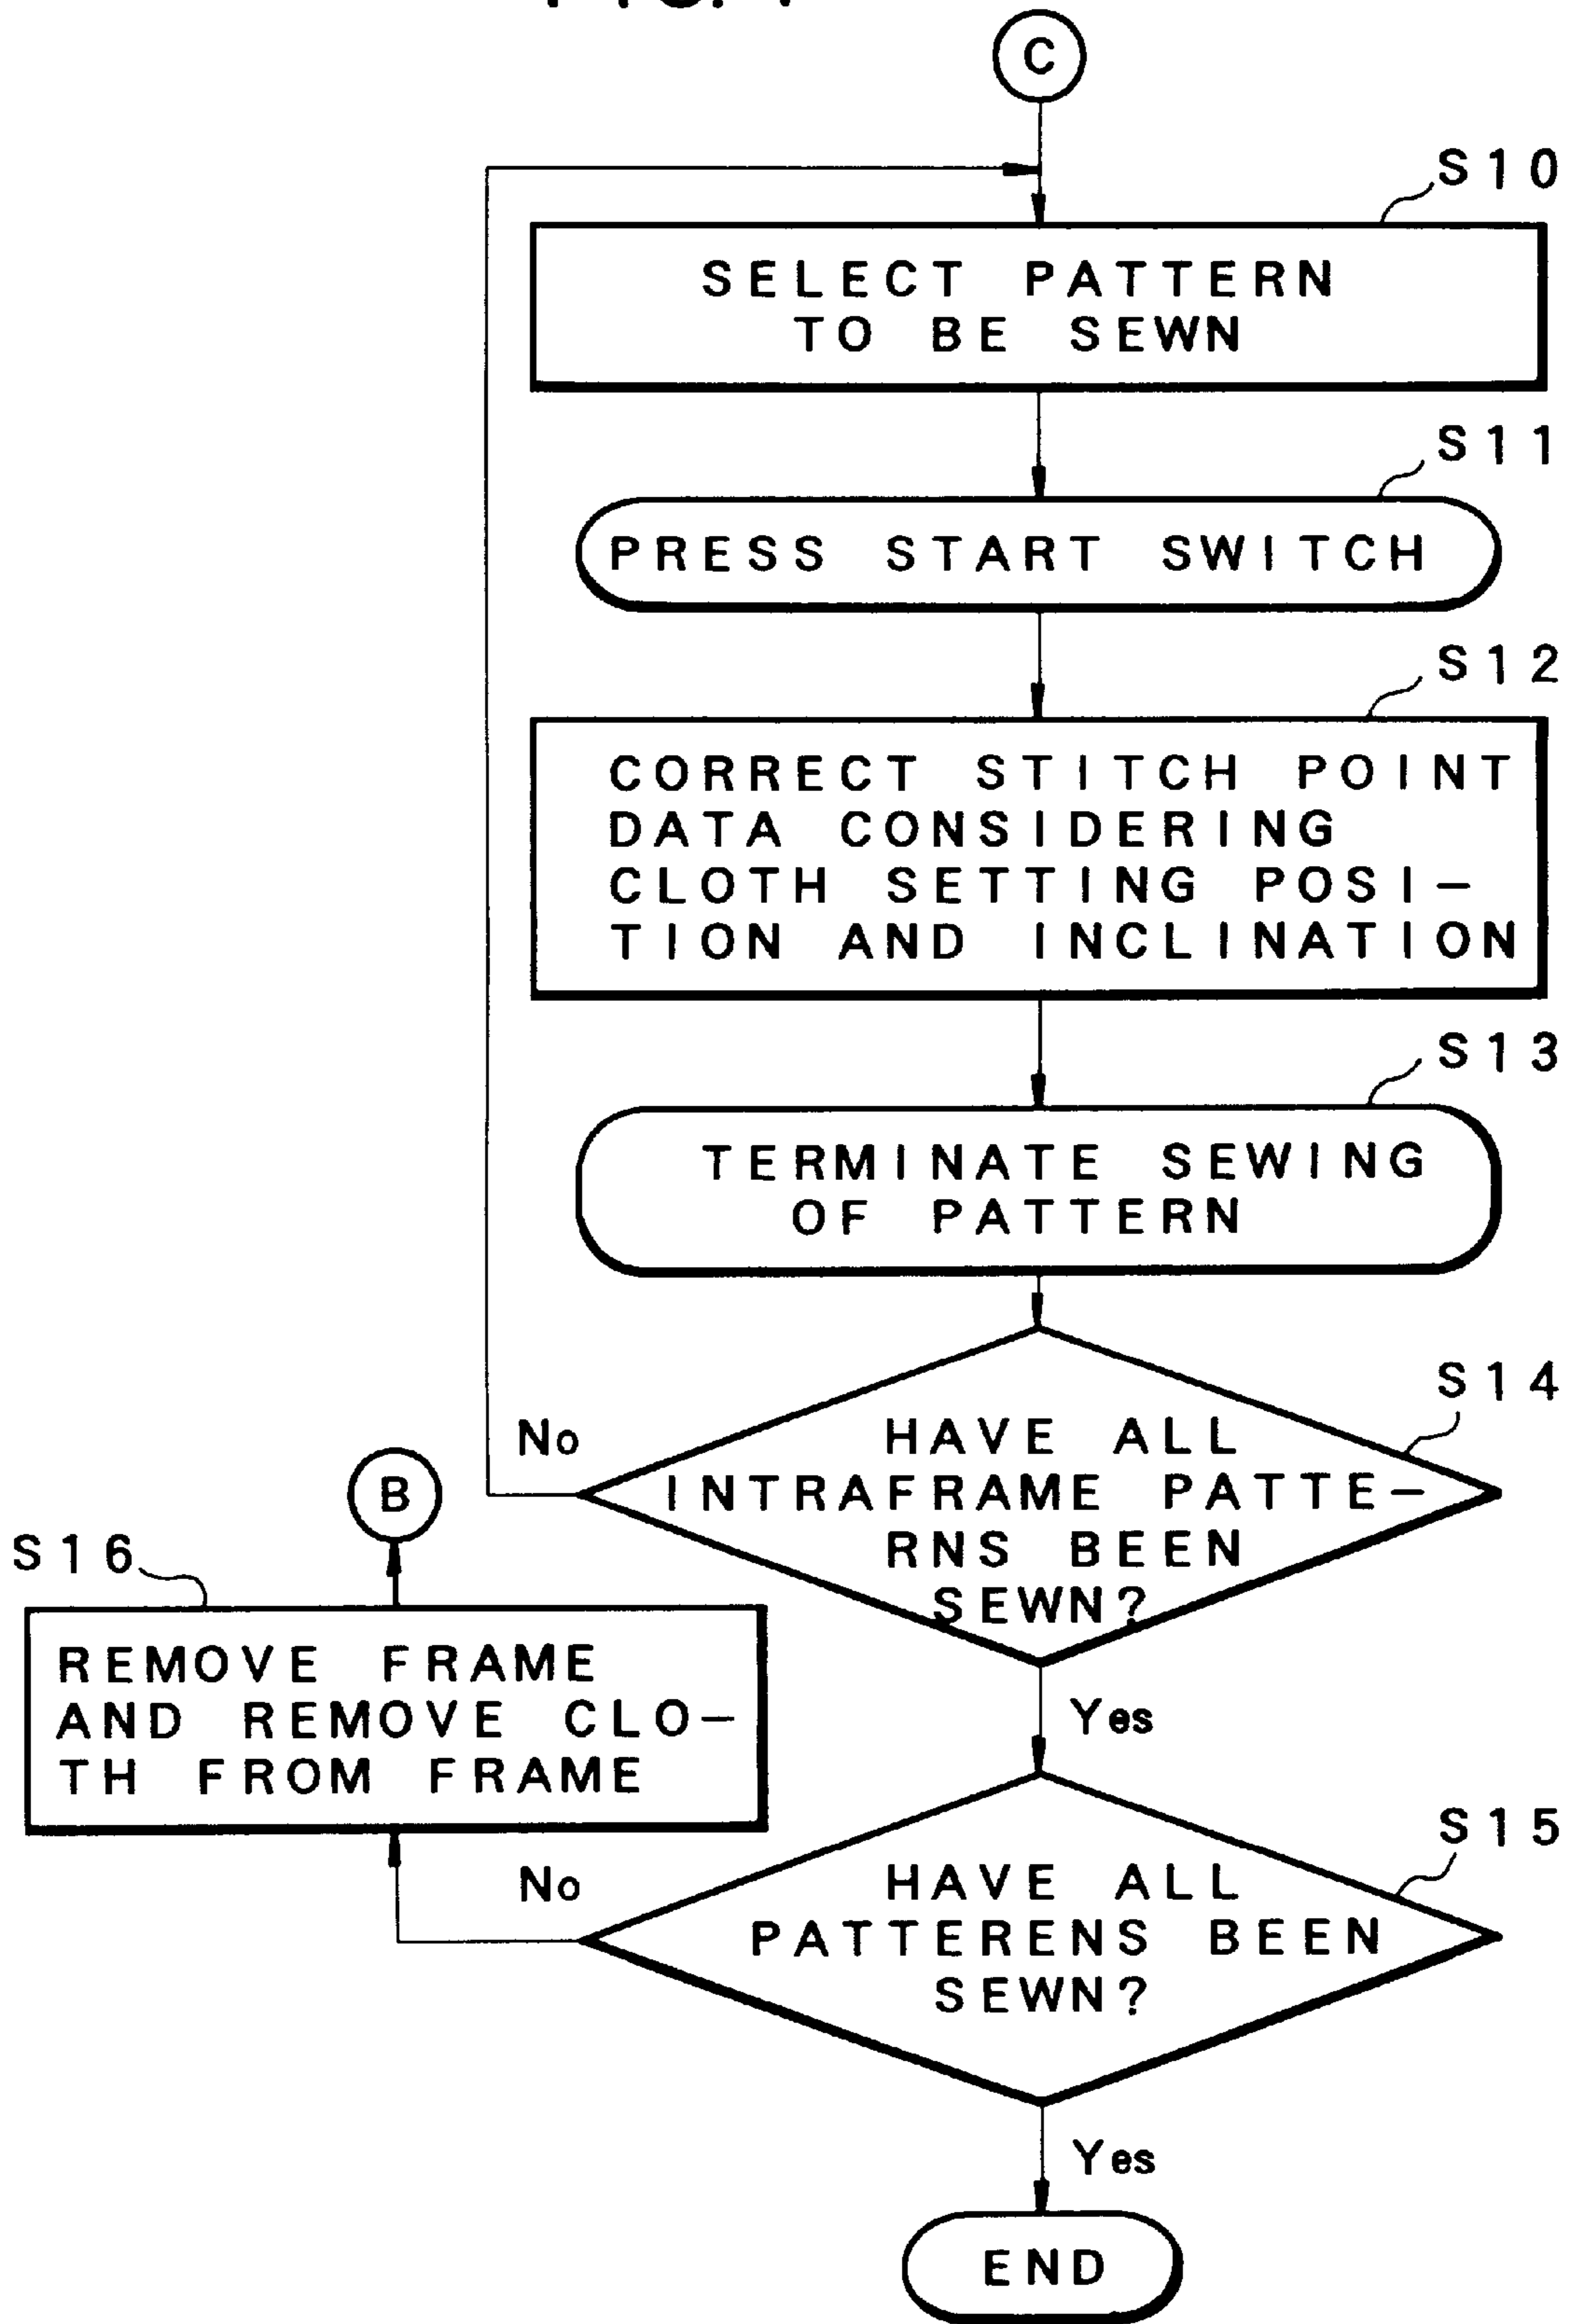 C
S10
SELECT PATTERN
TO BE SEWN
S11
PRESS START SWITCH
S12
CORRECT STITCH POINT
DATA CONSIDERING
CLOTH SETTING POSI-
TION AND INCLINATION
S13
TERMINATE SEWING
OF PATTERN
S14
HAVE ALL
INTRAFRAME PATTE-
RNS BEEN
SEWN?
No
B
S16
REMOVE FRAME
AND REMOVE CLO-
TH FROM FRAME
Yes
S15
HAVE ALL
PATTERENS BEEN
SEWN?
No
Yes
END